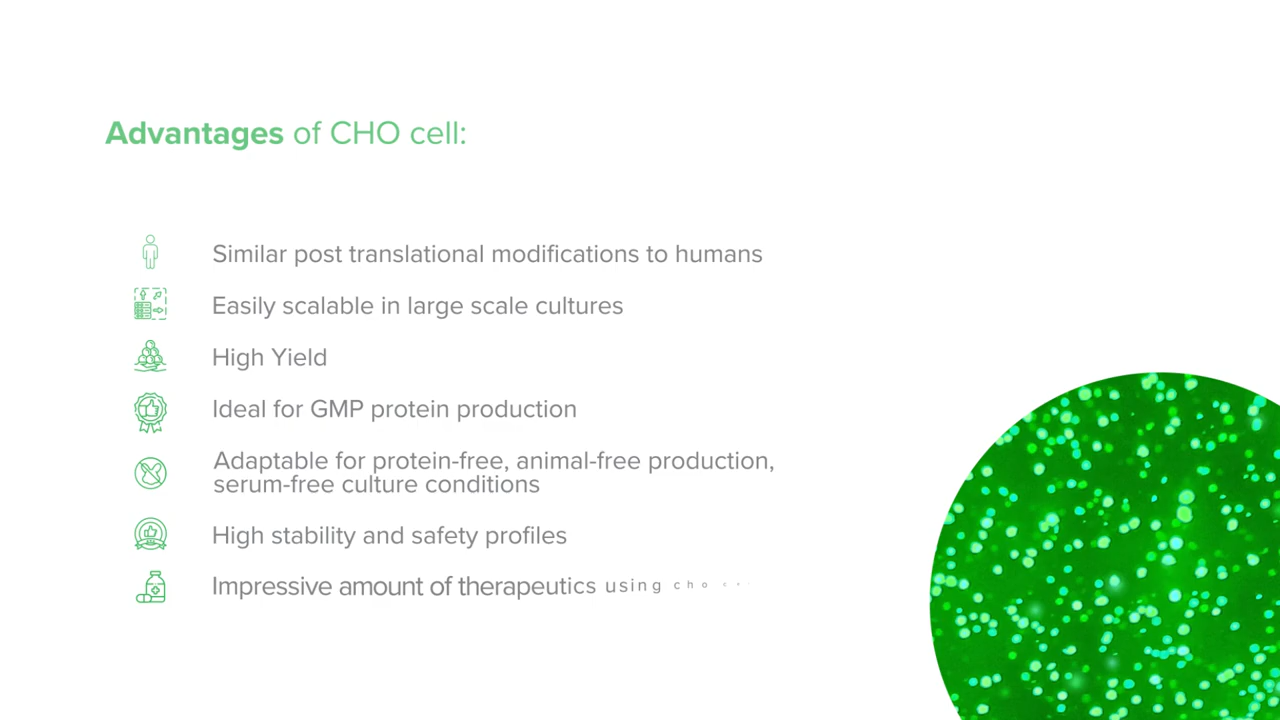 Advantages of CHO cell:
Similar post translational modifications to humans
Easily scalable in large scale cultures
High Yield
Ideal for GMP protein production
Adaptable for protein-free, animal-free production,
serum-free culture conditions
High stability and safety profiles
Impressive amount of therapeutics using cho